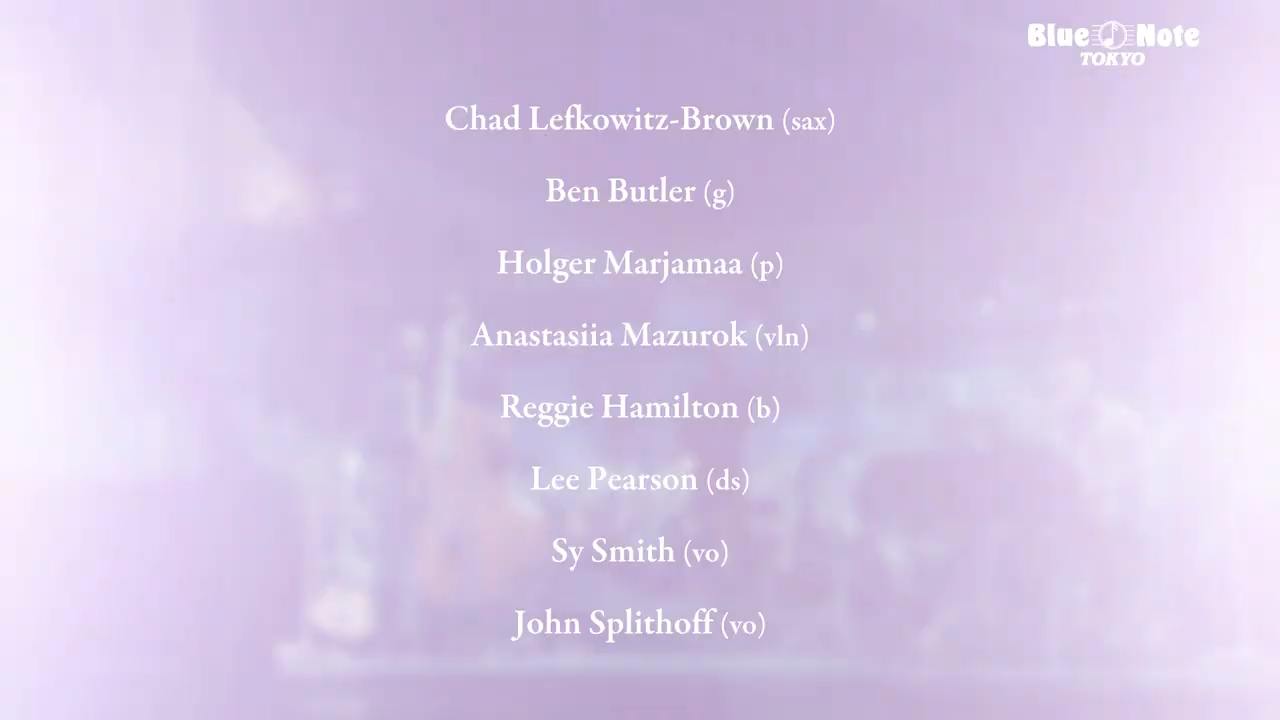 Blue Note
TOKYO
Chad Lefkowitz-Brown (sax)
Ben Butler (g)
Holger Marjamaa (p)
Anastasiia Mazurok (vln)
Reggie Hamilton (b)
Lee Pearson (ds)
Sy Smith (vo)
John Splithoff (vo)